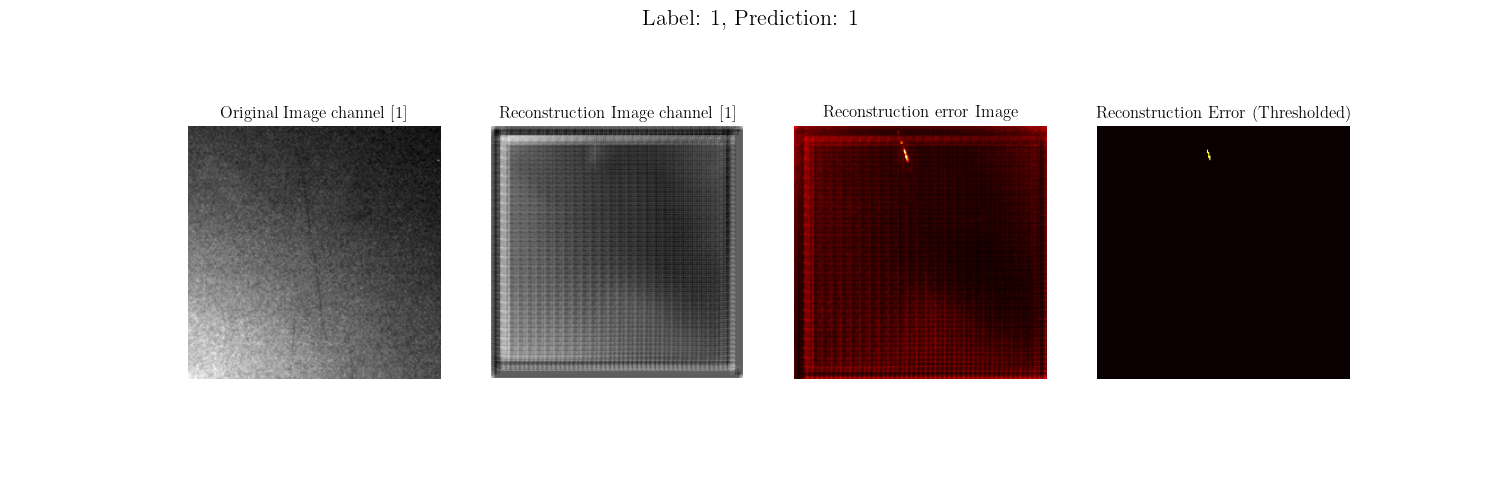 Label: 1, Prediction: 1
Original Image channel [1]
Reconstruction Image channel [1]
Reconstruction error Image
Reconstruction Error (Thresholded)